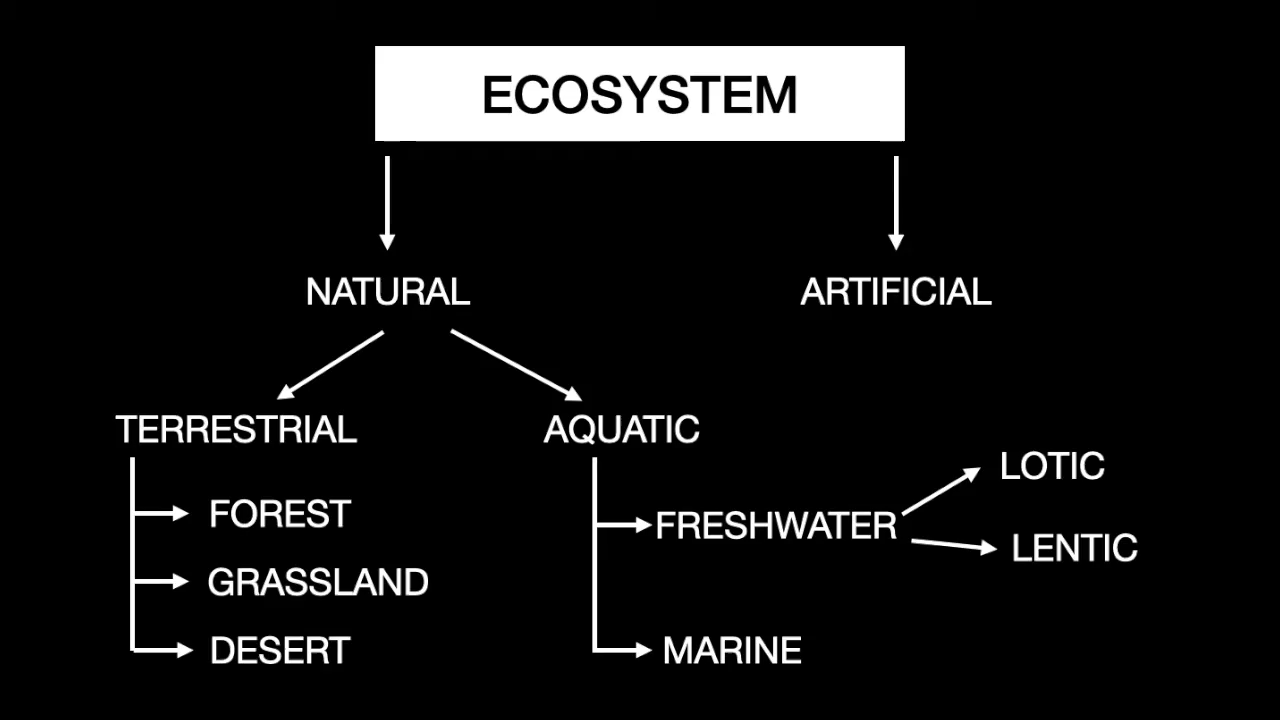 ECOSYSTEM
NATURAL
ARTIFICIAL
TERRESTRIAL
FOREST
GRASSLAND
DESERT
AQUATIC
FRESHWATER
LOTIC
LENTIC
MARINE